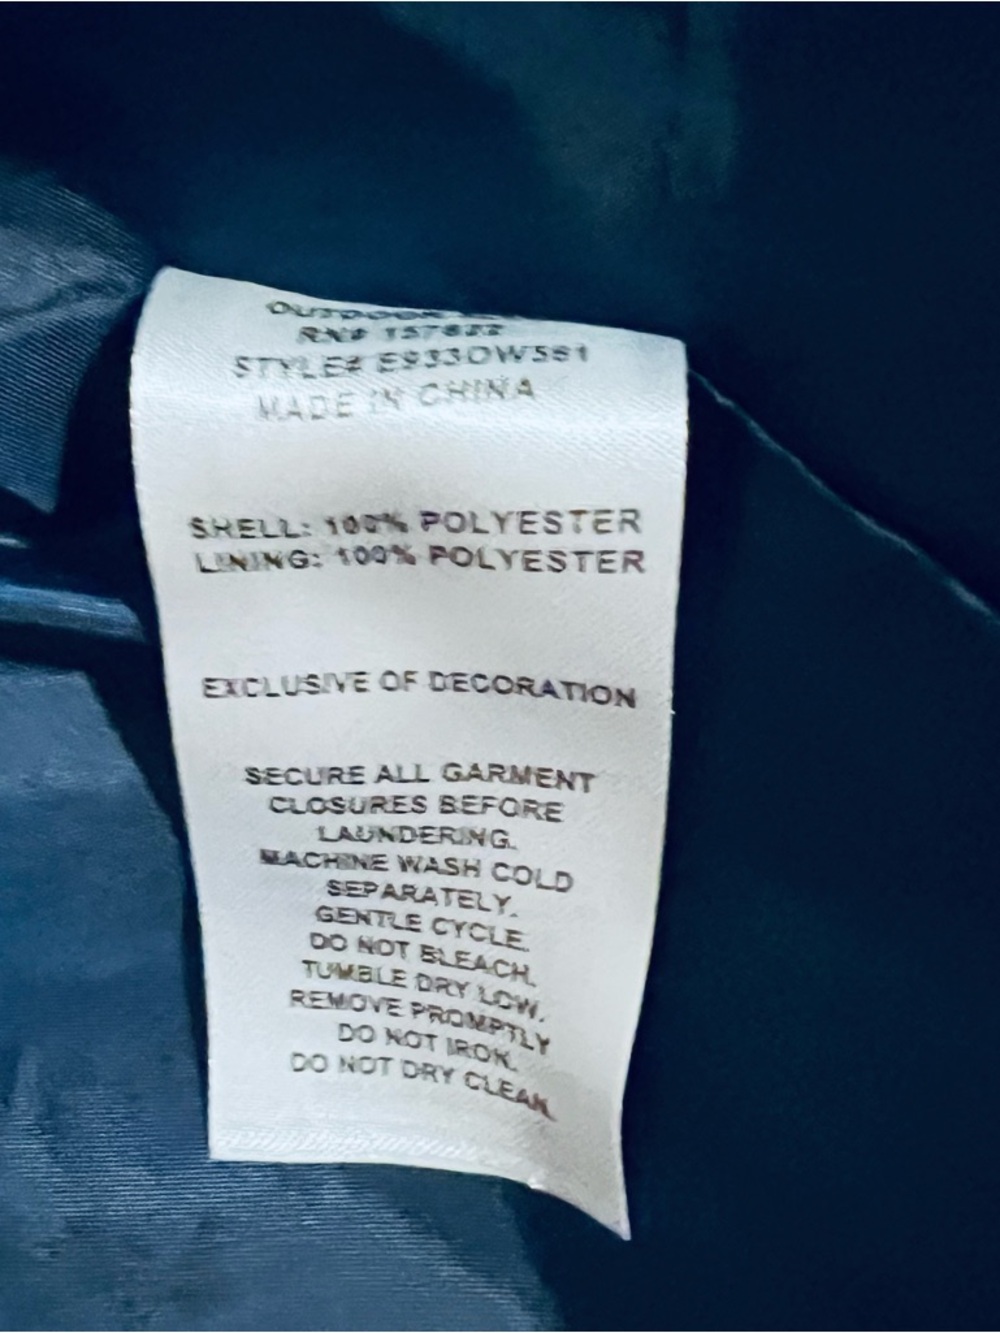 RN# 157622
STYLE# E933OW561
MADE IN CHINA
SHELL: 100% POLYESTER
LINING: 100% POLYESTER
EXCLUSIVE OF DECORATION
SECURE ALL GARMENT
CLOSURES BEFORE
LAUNDERING.
MACHINE WASH COLD
SEPARATELY.
GENTLE CYCLE.
DO NOT BLEACH.
TUMBLE DRY LOW.
REMOVE PROMPTLY
DO NOT IRON.
DO NOT DRY CLEAN.